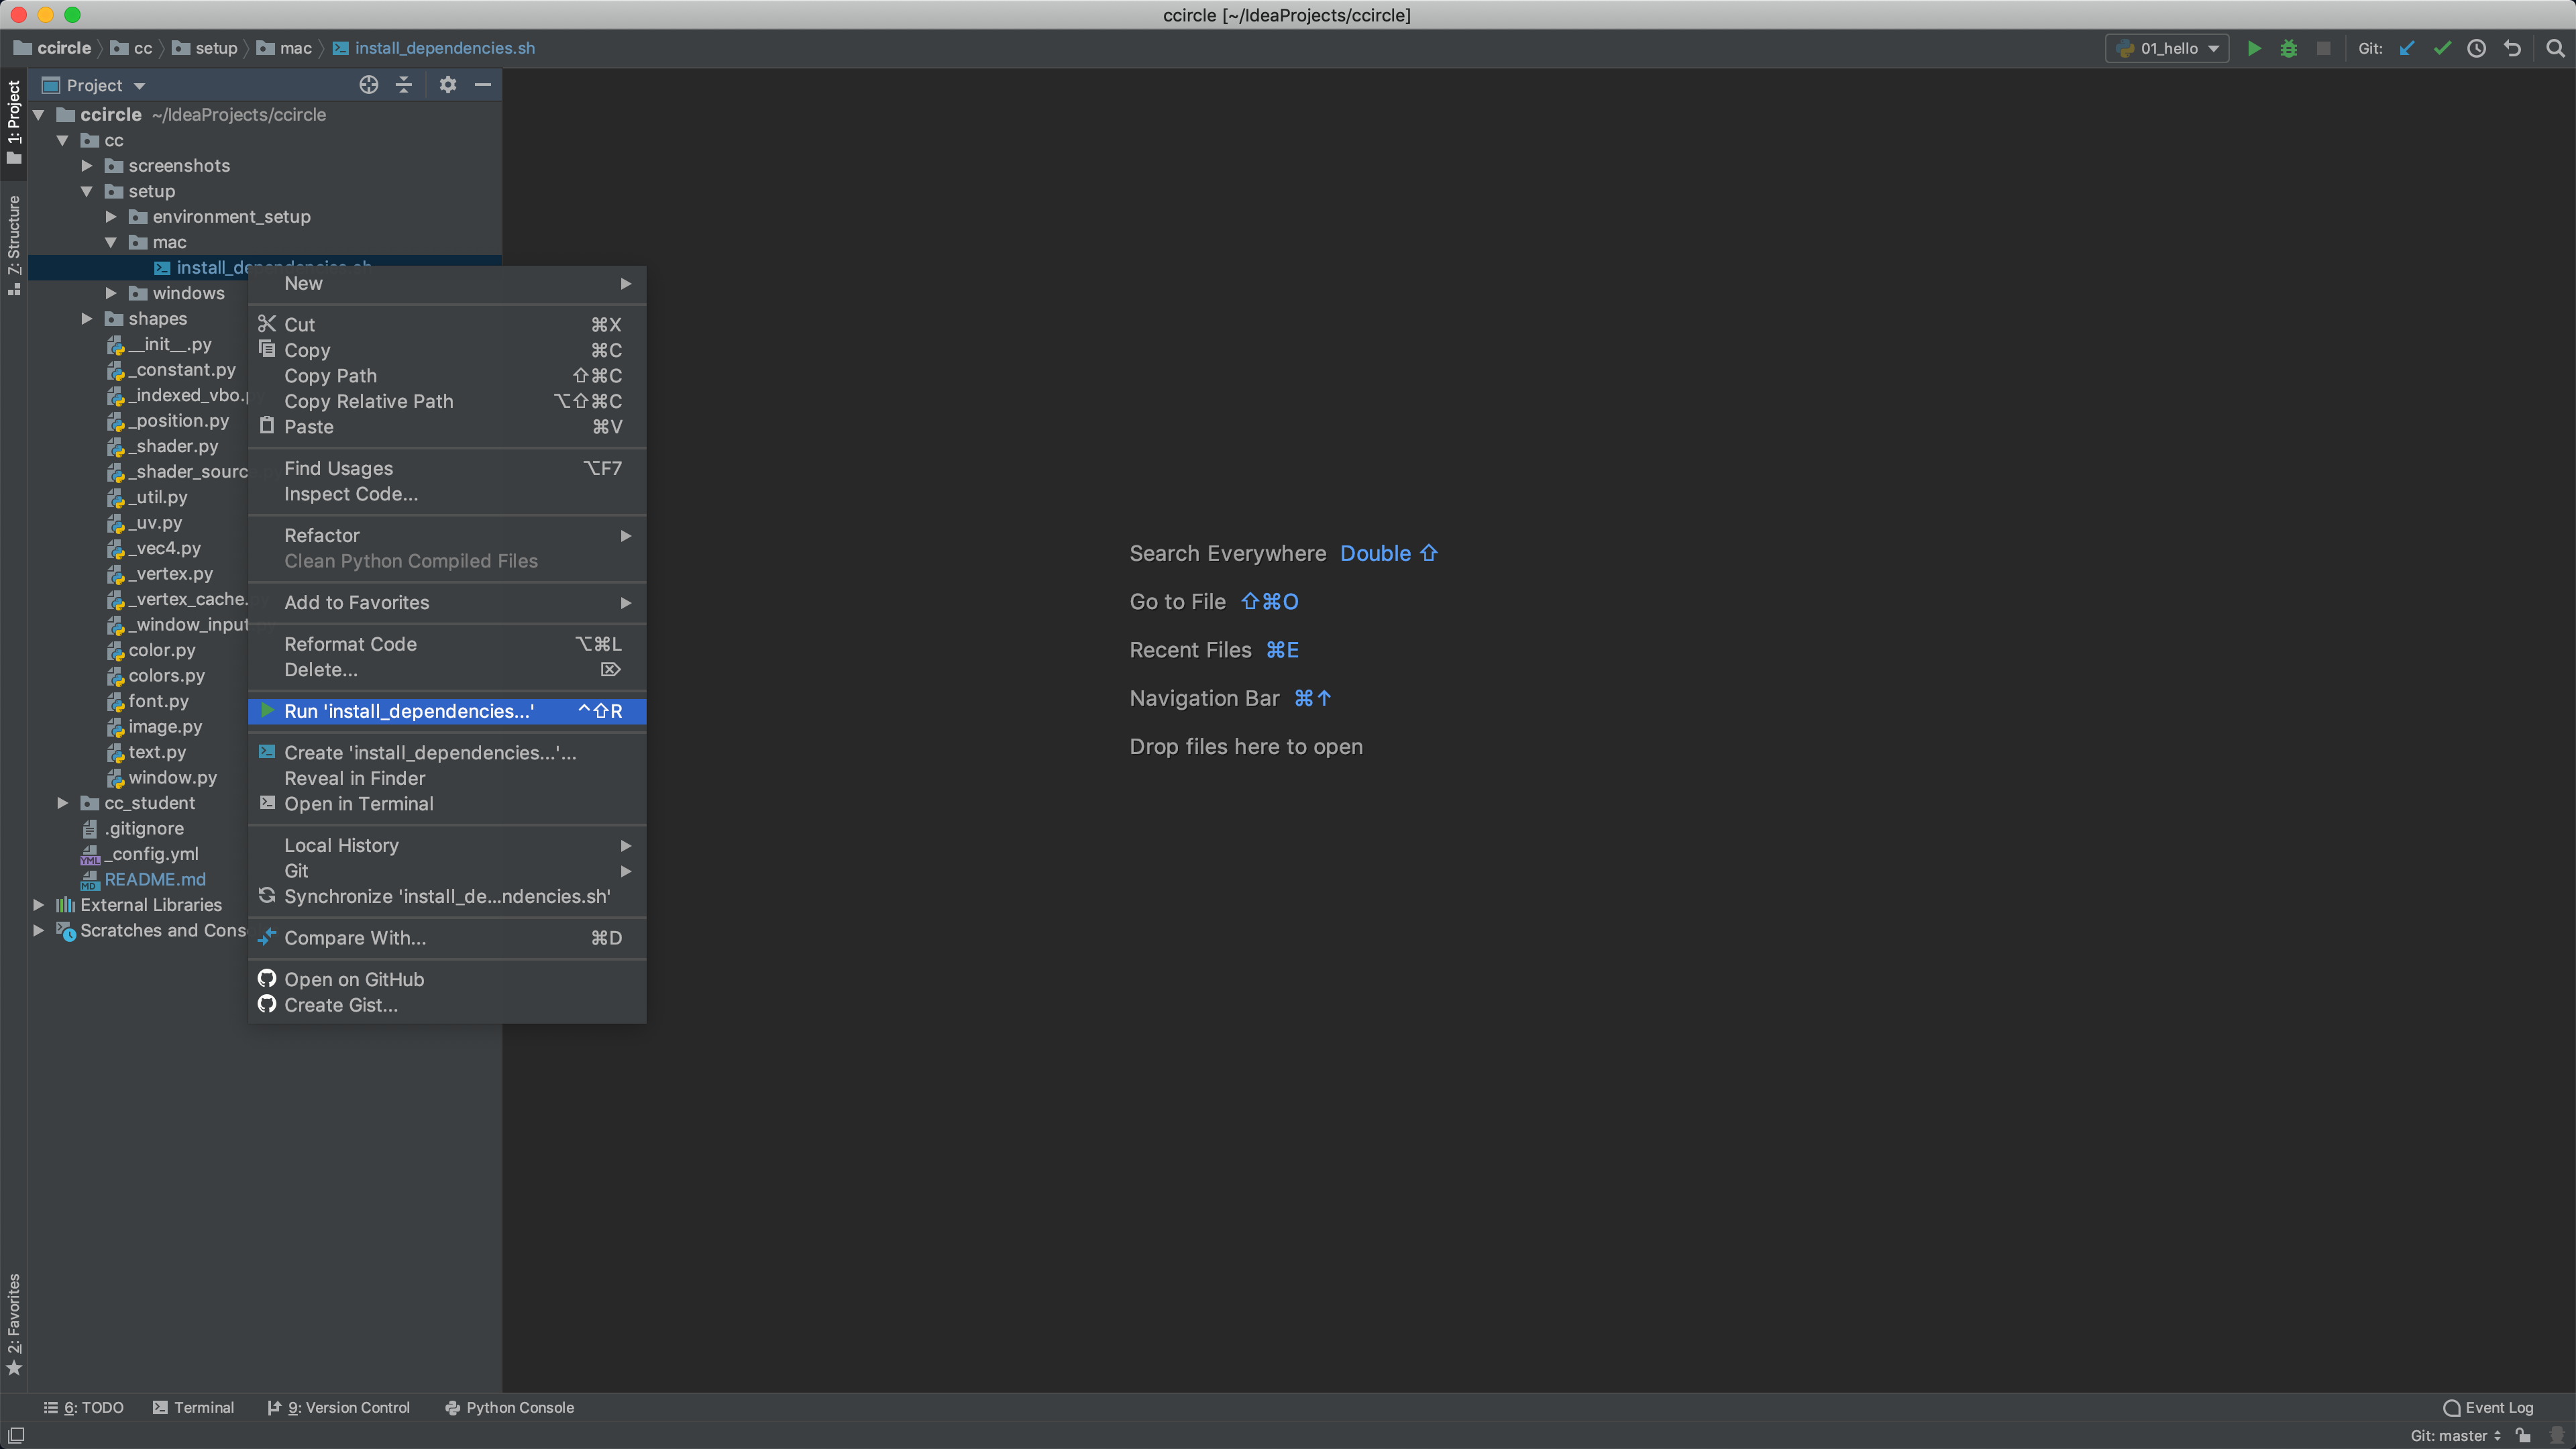 ccircle [~/IdeaProjects/ccircle]
ccircle cc setup mac install_dependencies.sh
01_hello Git:
Project
1: Project
7: Structure
2: Favorites
ccircle ~/IdeaProjects/ccircle
cc
screenshots
setup
environment_setup
mac
windows
shapes
__init__.py
_constant.py
_indexed_vbo.
_position.py
_shader.py
_shader_sourc
_util.py
_uv.py
_vec4.py
_vertex.py
_vertex_cache.
_window_input
color.py
colors.py
font.py
image.py
text.py
window.py
cc_student
.gitignore
_config.yml
README.md
External Libraries
Scratches and Cons
New
Cut ⌘X
Copy ⌘C
Copy Path ⇧⌘C
Copy Relative Path ⌥⇧⌘C
Paste ⌘V
Find Usages ⌥F7
Inspect Code...
Refactor
Clean Python Compiled Files
Add to Favorites
Reformat Code ⌥⌘L
Delete... ⌦
Run 'install_dependencies...' ^⇧R
Create 'install_dependencies...'...
Reveal in Finder
Open in Terminal
Local History
Git
Synchronize 'install_de...ndencies.sh'
Compare With... ⌘D
Open on GitHub
Create Gist...
Search Everywhere Double ⇧
Go to File ⇧⌘O
Recent Files ⌘E
Navigation Bar ⌘↑
Drop files here to open
6: TODO Terminal 9: Version Control Python Console Event Log
Git: master